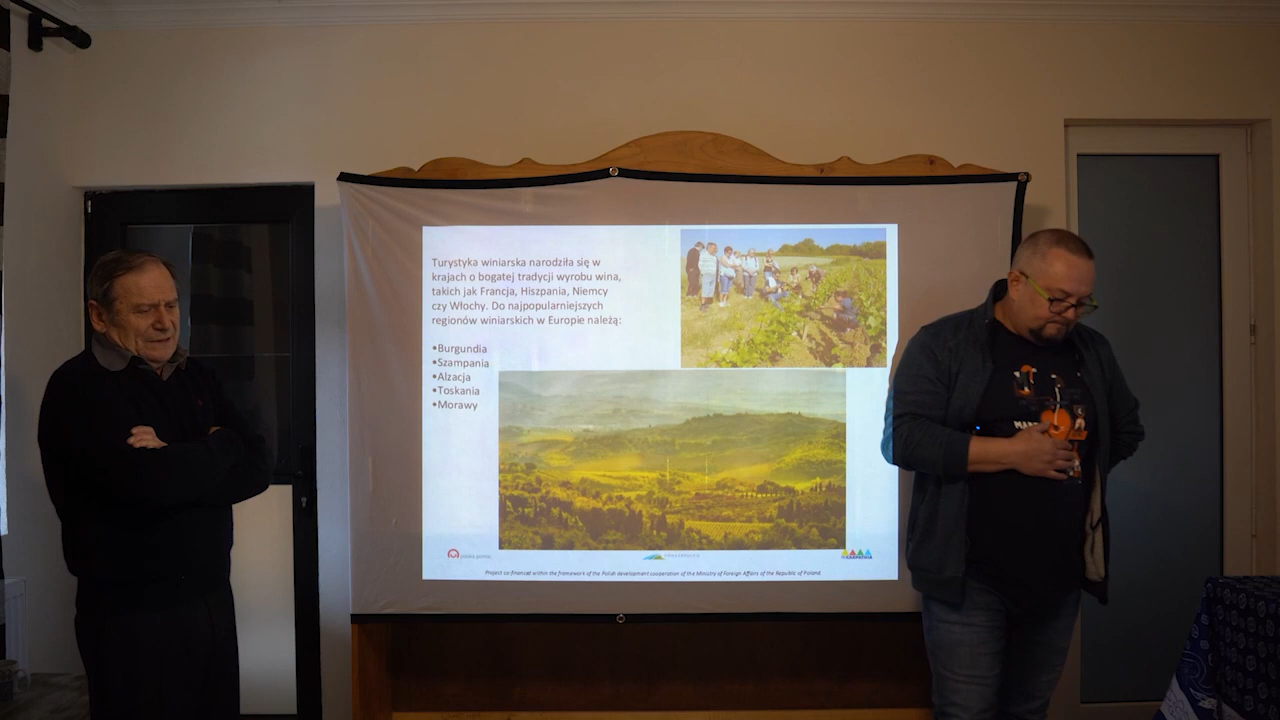 Turystyka winiarska narodziła się w
krajach o bogatej tradycji wyrobu wina,
takich jak Francja, Hiszpania, Niemcy
czy Włochy. Do najpopularniejszych
regionów winiarskich w Europie należą:
•Burgundia
•Szampania
•Alzacja
•Toskania
•Morawy
polska pomoc
Project co-financed within the framework of the Polish development cooperation of the Ministry of Foreign Affairs of the Republic of Poland